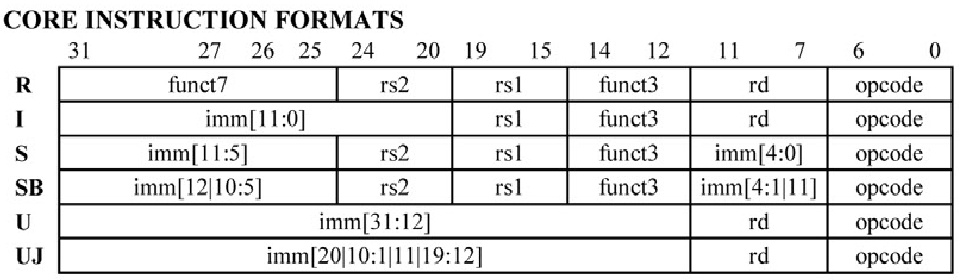 CORE INSTRUCTION FORMATS
31 27 26 25 24 20 19 15 14 12 11 7 6 0
R funct7 rs2 rs1 funct3 rd opcode
I imm[11:0] rs1 funct3 rd opcode
S imm[11:5] rs2 rs1 funct3 imm[4:0] opcode
SB imm[12|10:5] rs2 rs1 funct3 imm[4:1|11] opcode
U imm[31:12] rd opcode
UJ imm[20|10:1|11|19:12] rd opcode